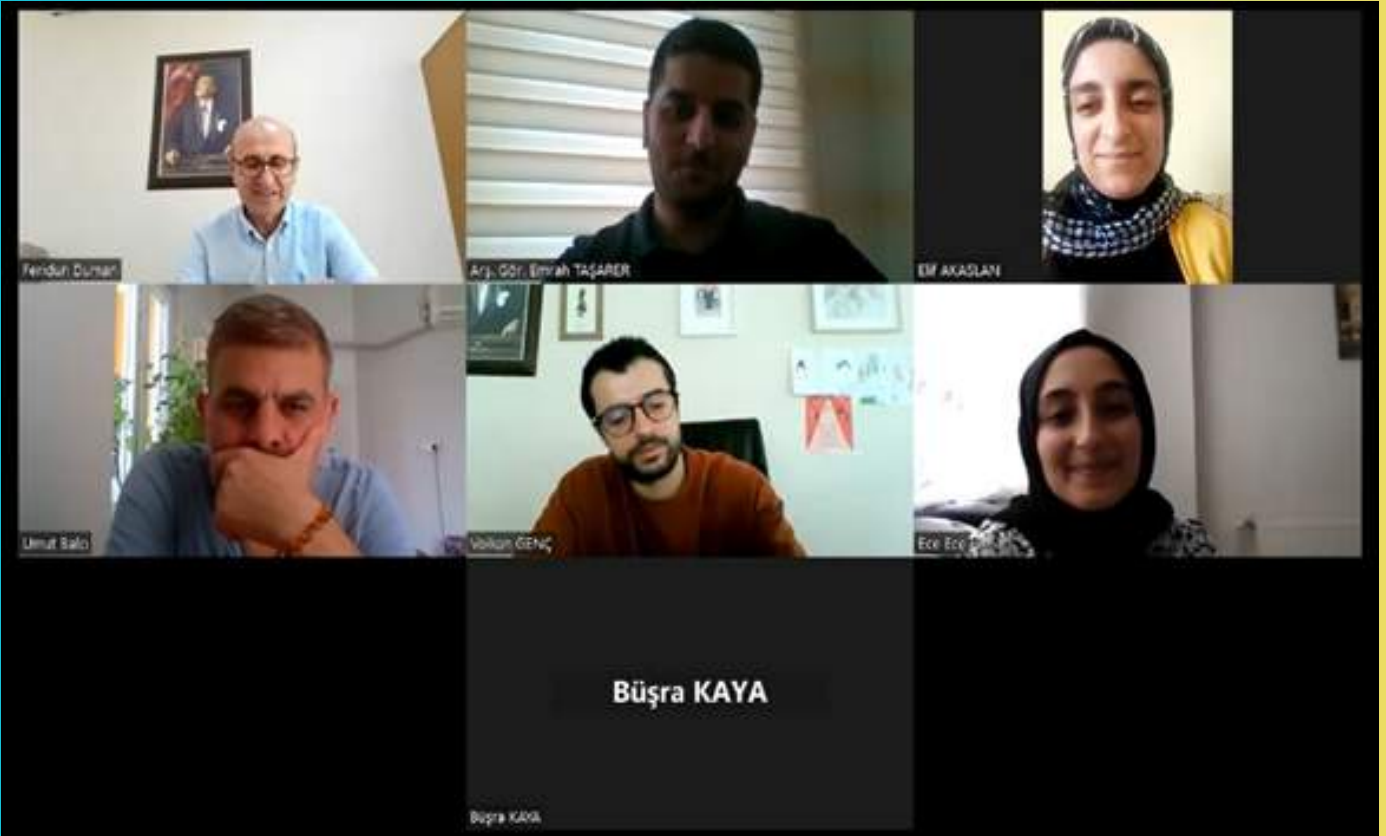 Feridun Duman
Arş. Gör. Emrah TAŞARER
Elif AKASLAN
Umut Balcı
Volkan GENÇ
Ece Ece
Büşra KAYA
Büşra KAYA